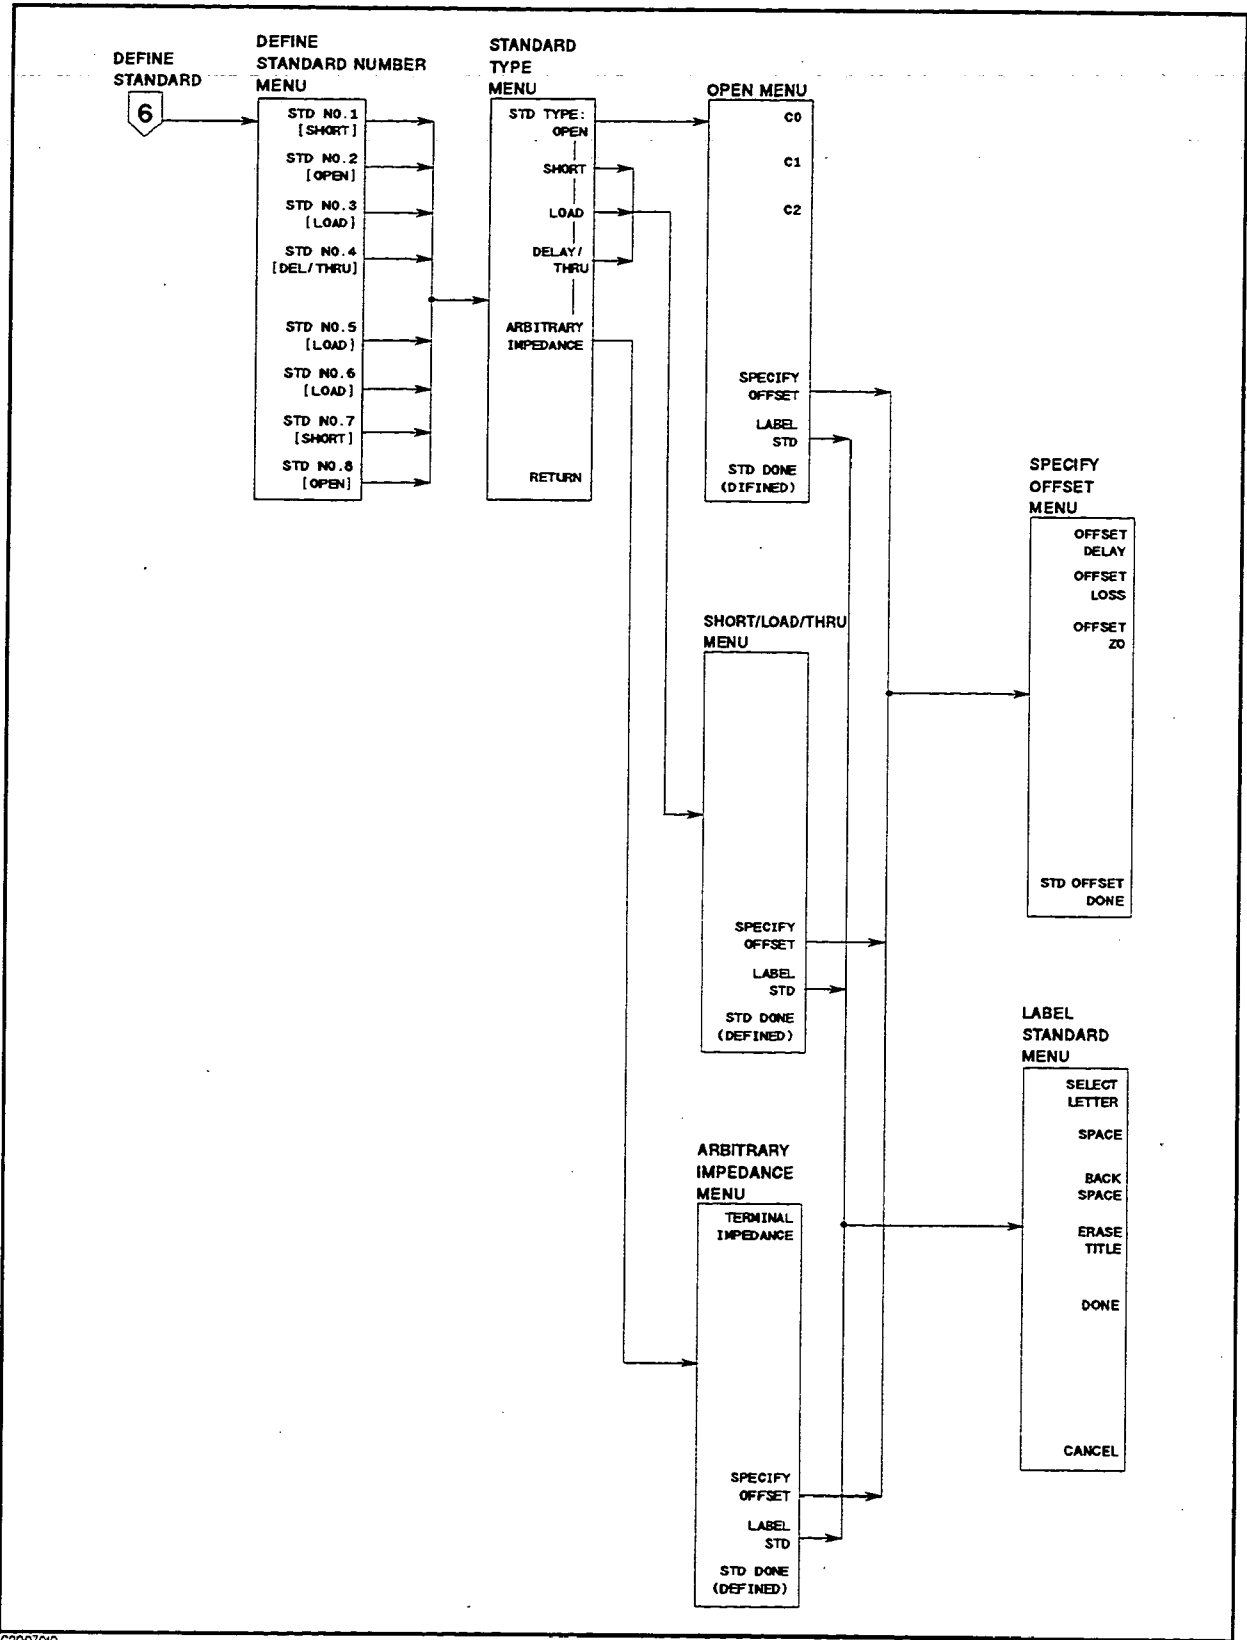 DEFINE
STANDARD
6
DEFINE
STANDARD NUMBER
MENU
STD NO.1
[SHORT]
STD NO.2
[OPEN]
STD NO.3
[LOAD]
STD NO.4
[DEL/THRU]
STD NO.5
[LOAD]
STD NO.6
[LOAD]
STD NO.7
[SHORT]
STD NO.8
[OPEN]
STANDARD
TYPE
MENU
STD TYPE:
OPEN
SHORT
LOAD
DELAY/
THRU
ARBITRARY
IMPEDANCE
RETURN
OPEN MENU
C0
C1
C2
SPECIFY
OFFSET
LABEL
STD
STD DONE
(DIFINED)
SHORT/LOAD/THRU
MENU
SPECIFY
OFFSET
LABEL
STD
STD DONE
(DEFINED)
ARBITRARY
IMPEDANCE
MENU
TERMINAL
IMPEDANCE
SPECIFY
OFFSET
LABEL
STD
STD DONE
(DEFINED)
SPECIFY
OFFSET
MENU
OFFSET
DELAY
OFFSET
LOSS
OFFSET
Z0
STD OFFSET
DONE
LABEL
STANDARD
MENU
SELECT
LETTER
SPACE
BACK
SPACE
ERASE
TITLE
DONE
CANCEL